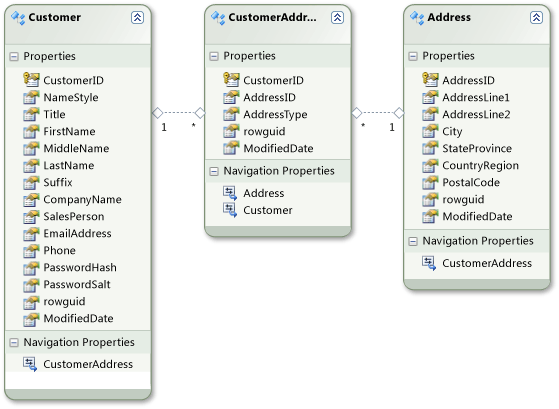 Customer
Properties
CustomerID
NameStyle
Title
FirstName
MiddleName
LastName
Suffix
CompanyName
SalesPerson
EmailAddress
Phone
PasswordHash
PasswordSalt
rowguid
ModifiedDate
Navigation Properties
CustomerAddress
1
*
CustomerAddr...
Properties
CustomerID
AddressID
AddressType
rowguid
ModifiedDate
Navigation Properties
Address
Customer
*
1
Address
Properties
AddressID
AddressLine1
AddressLine2
City
StateProvince
CountryRegion
PostalCode
rowguid
ModifiedDate
Navigation Properties
CustomerAddress